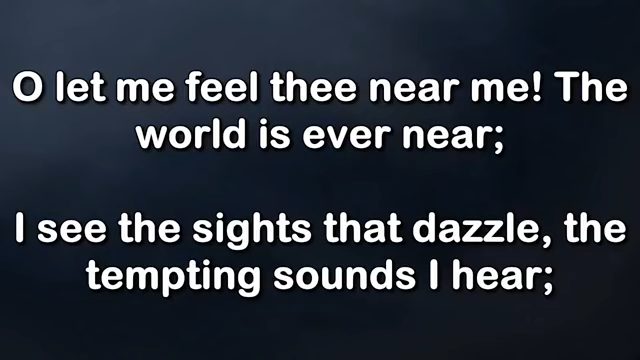 O let me feel thee near me! The
world is ever near;
I see the sights that dazzle, the
tempting sounds I hear;